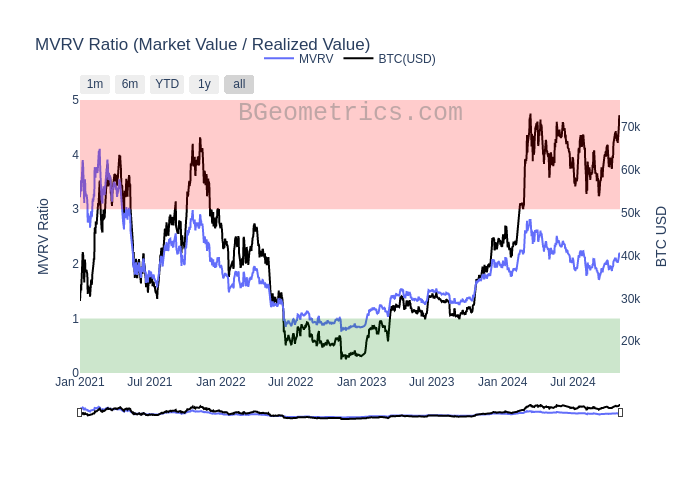 MVRV Ratio (Market Value / Realized Value)
MVRV BTC(USD)
1m 6m YTD 1y all
BGeometrics.com
5
4
3
2
1
0
MVRV Ratio
70k
60k
50k
40k
30k
20k
BTC USD
Jan 2021 Jul 2021 Jan 2022 Jul 2022 Jan 2023 Jul 2023 Jan 2024 Jul 2024